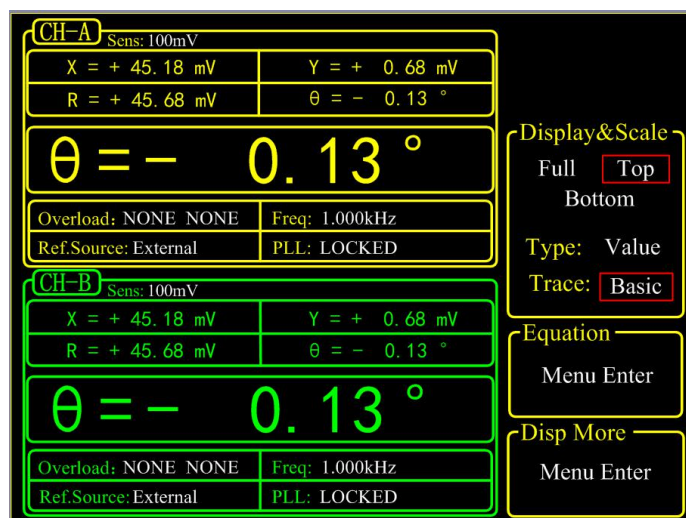 CH-A Sens: 100mV
X = + 45.18 mV Y = + 0.68 mV
R = + 45.68 mV θ = - 0.13 °
θ = - 0.13 °
Overload: NONE NONE Freq: 1.000kHz
Ref.Source: External PLL: LOCKED
CH-B Sens: 100mV
X = + 45.18 mV Y = + 0.68 mV
R = + 45.68 mV θ = - 0.13 °
θ = - 0.13 °
Overload: NONE NONE Freq: 1.000kHz
Ref.Source: External PLL: LOCKED
Display&Scale
Full Top
Bottom
Type: Value
Trace: Basic
Equation
Menu Enter
Disp More
Menu Enter